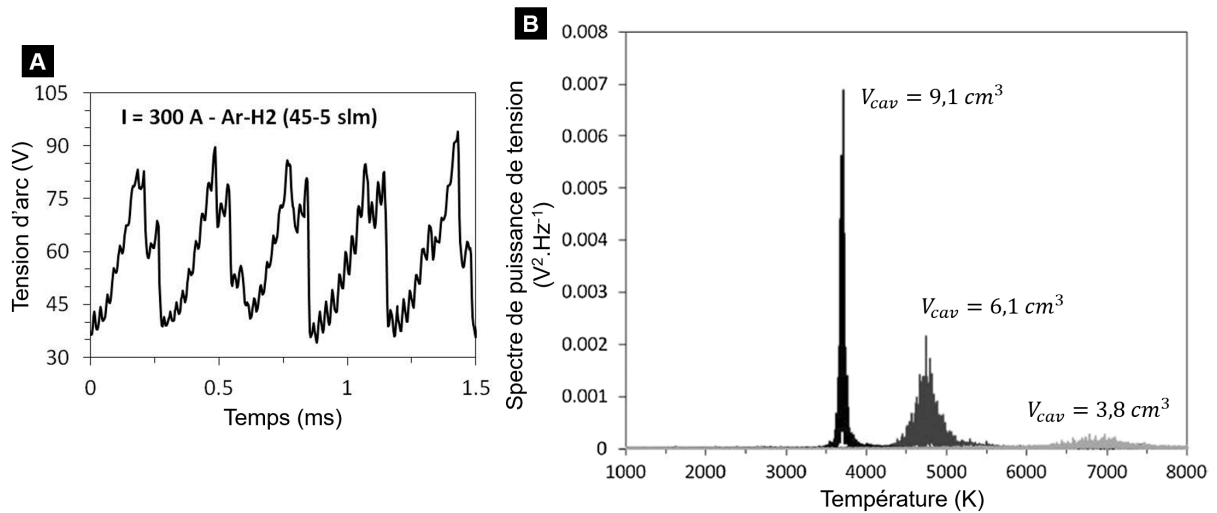 A
I = 300 A - Ar-H2 (45-5 slm)
Tension d'arc (V)
105
90
75
60
45
30
0
0.5
1
1.5
Temps (ms)
B
Spectre de puissance de tension
(V².Hz⁻¹)
0.008
0.007
0.006
0.005
0.004
0.003
0.002
0.001
0
V_cav = 9,1 cm³
V_cav = 6,1 cm³
V_cav = 3,8 cm³
1000
2000
3000
4000
5000
6000
7000
8000
Température (K)